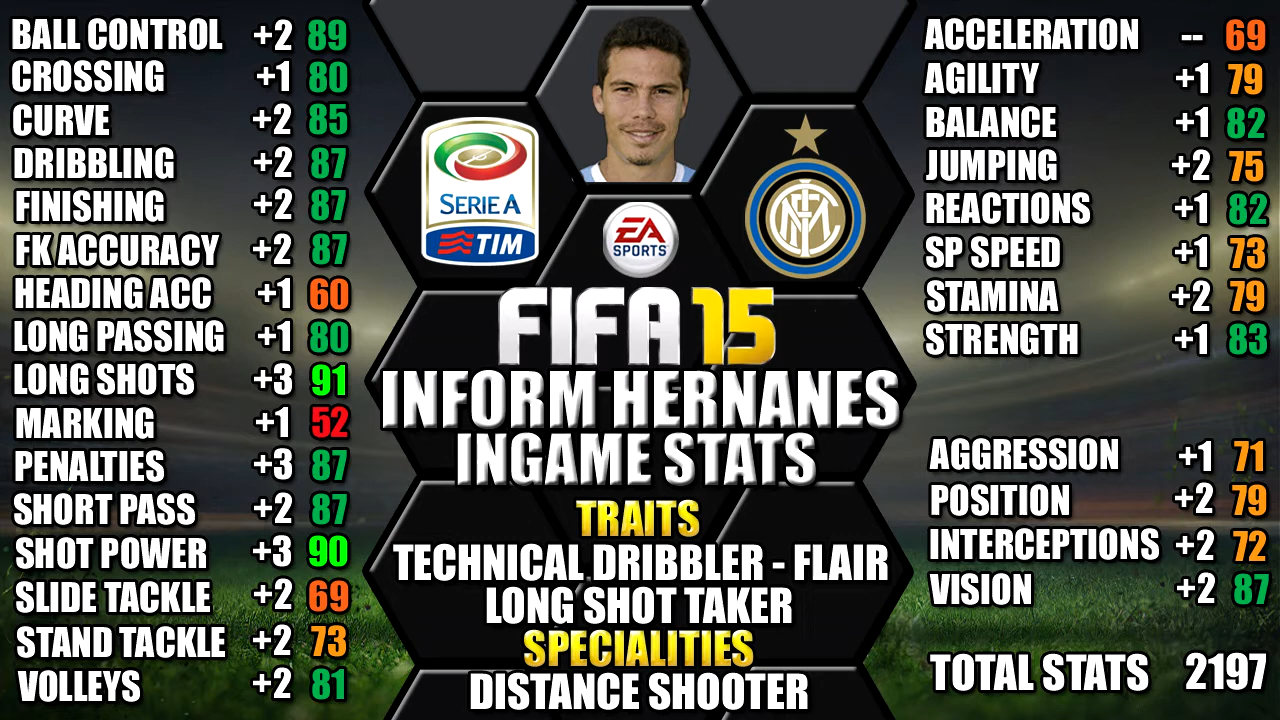 BALL CONTROL +2 89
CROSSING +1 80
CURVE +2 85
DRIBBLING +2 87
FINISHING +2 87
FK ACCURACY +2 87
HEADING ACC +1 60
LONG PASSING +1 80
LONG SHOTS +3 91
MARKING +1 52
PENALTIES +3 87
SHORT PASS +2 87
SHOT POWER +3 90
SLIDE TACKLE +2 69
STAND TACKLE +2 73
VOLLEYS +2 81
SERIE A
TIM
EA
SPORTS
FIFA 15
INFORM HERNANES
INGAME STATS
TRAITS
TECHNICAL DRIBBLER - FLAIR
LONG SHOT TAKER
SPECIALITIES
DISTANCE SHOOTER
ACCELERATION -- 69
AGILITY +1 79
BALANCE +1 82
JUMPING +2 75
REACTIONS +1 82
SP SPEED +1 73
STAMINA +2 79
STRENGTH +1 83
AGGRESSION +1 71
POSITION +2 79
INTERCEPTIONS +2 72
VISION +2 87
TOTAL STATS 2197